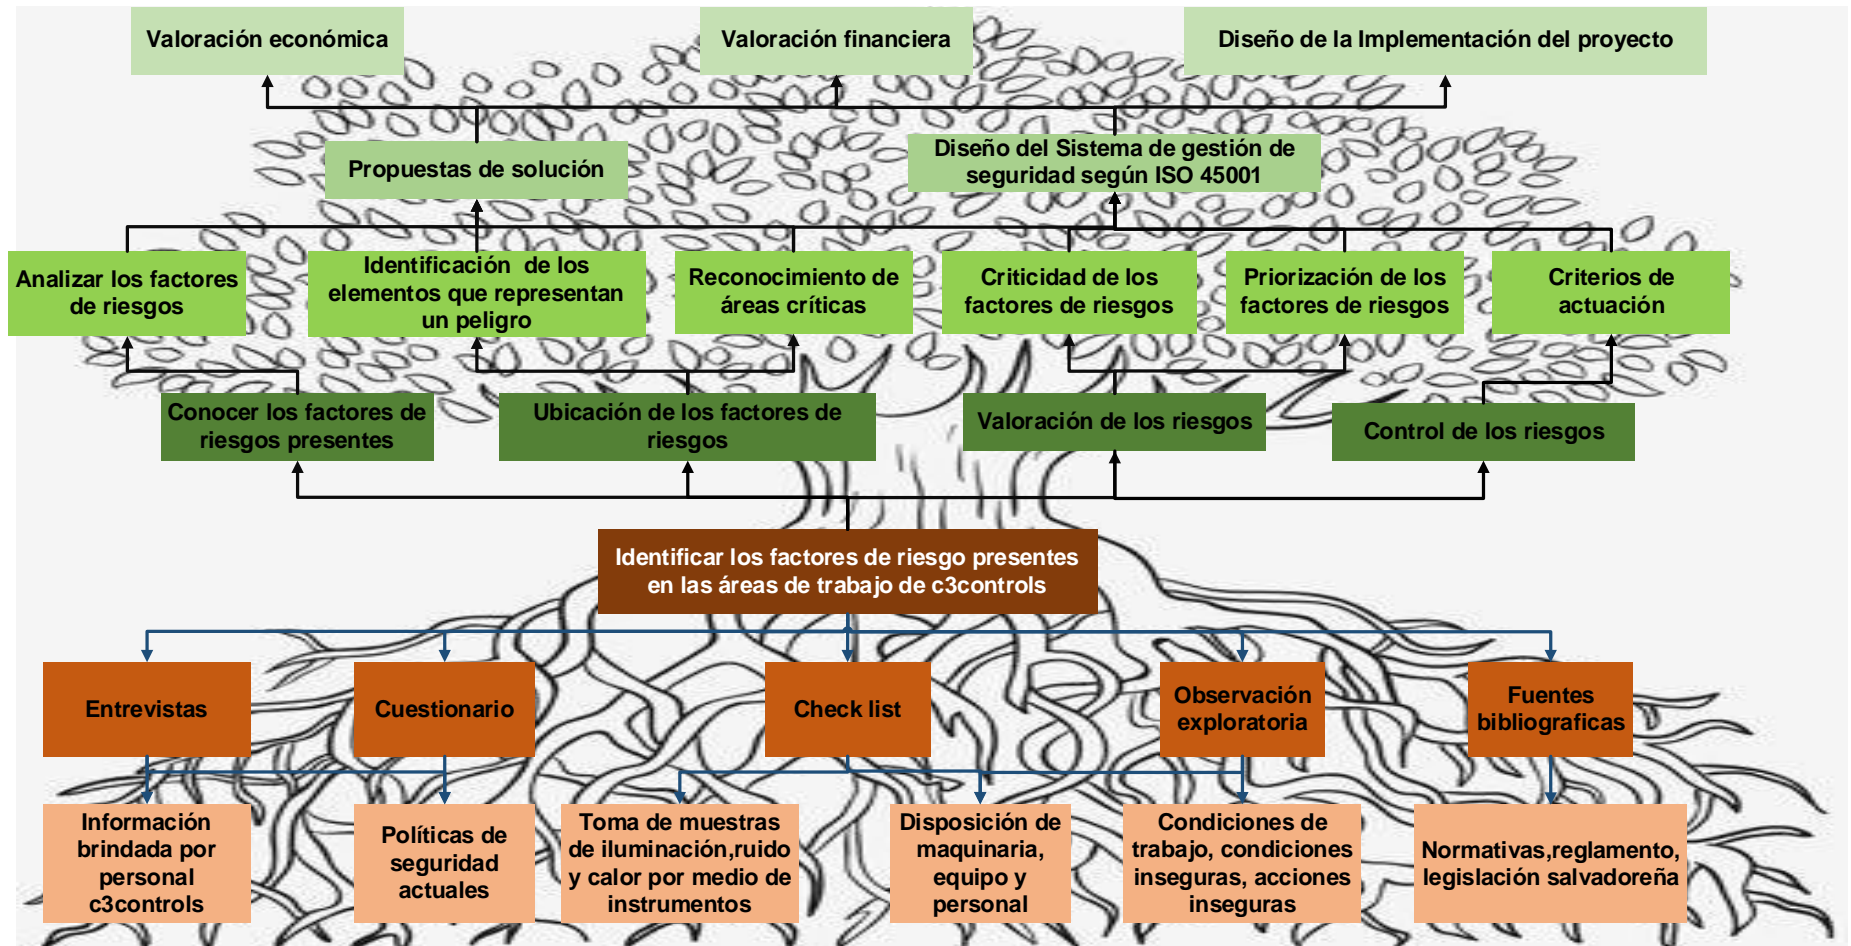 Valoración económica
Valoración financiera
Diseño de la Implementación del proyecto
Propuestas de solución
Diseño del Sistema de gestión de
seguridad según ISO 45001
Analizar los factores
de riesgos
Identificación de los
elementos que representan
un peligro
Reconocimiento de
áreas críticas
Criticidad de los
factores de riesgos
Priorización de los
factores de riesgos
Criterios de
actuación
Conocer los factores de
riesgos presentes
Ubicación de los factores de
riesgos
Valoración de los riesgos
Control de los riesgos
Identificar los factores de riesgo presentes
en las áreas de trabajo de c3controls
Entrevistas
Cuestionario
Check list
Observación
exploratoria
Fuentes
bibliograficas
Información
brindada por
personal
c3controls
Políticas de
seguridad
actuales
Toma de muestras
de iluminación,ruido
y calor por medio de
instrumentos
Disposición de
maquinaria,
equipo y
personal
Condiciones de
trabajo, condiciones
inseguras, acciones
inseguras
Normativas,reglamento,
legislación salvadoreña